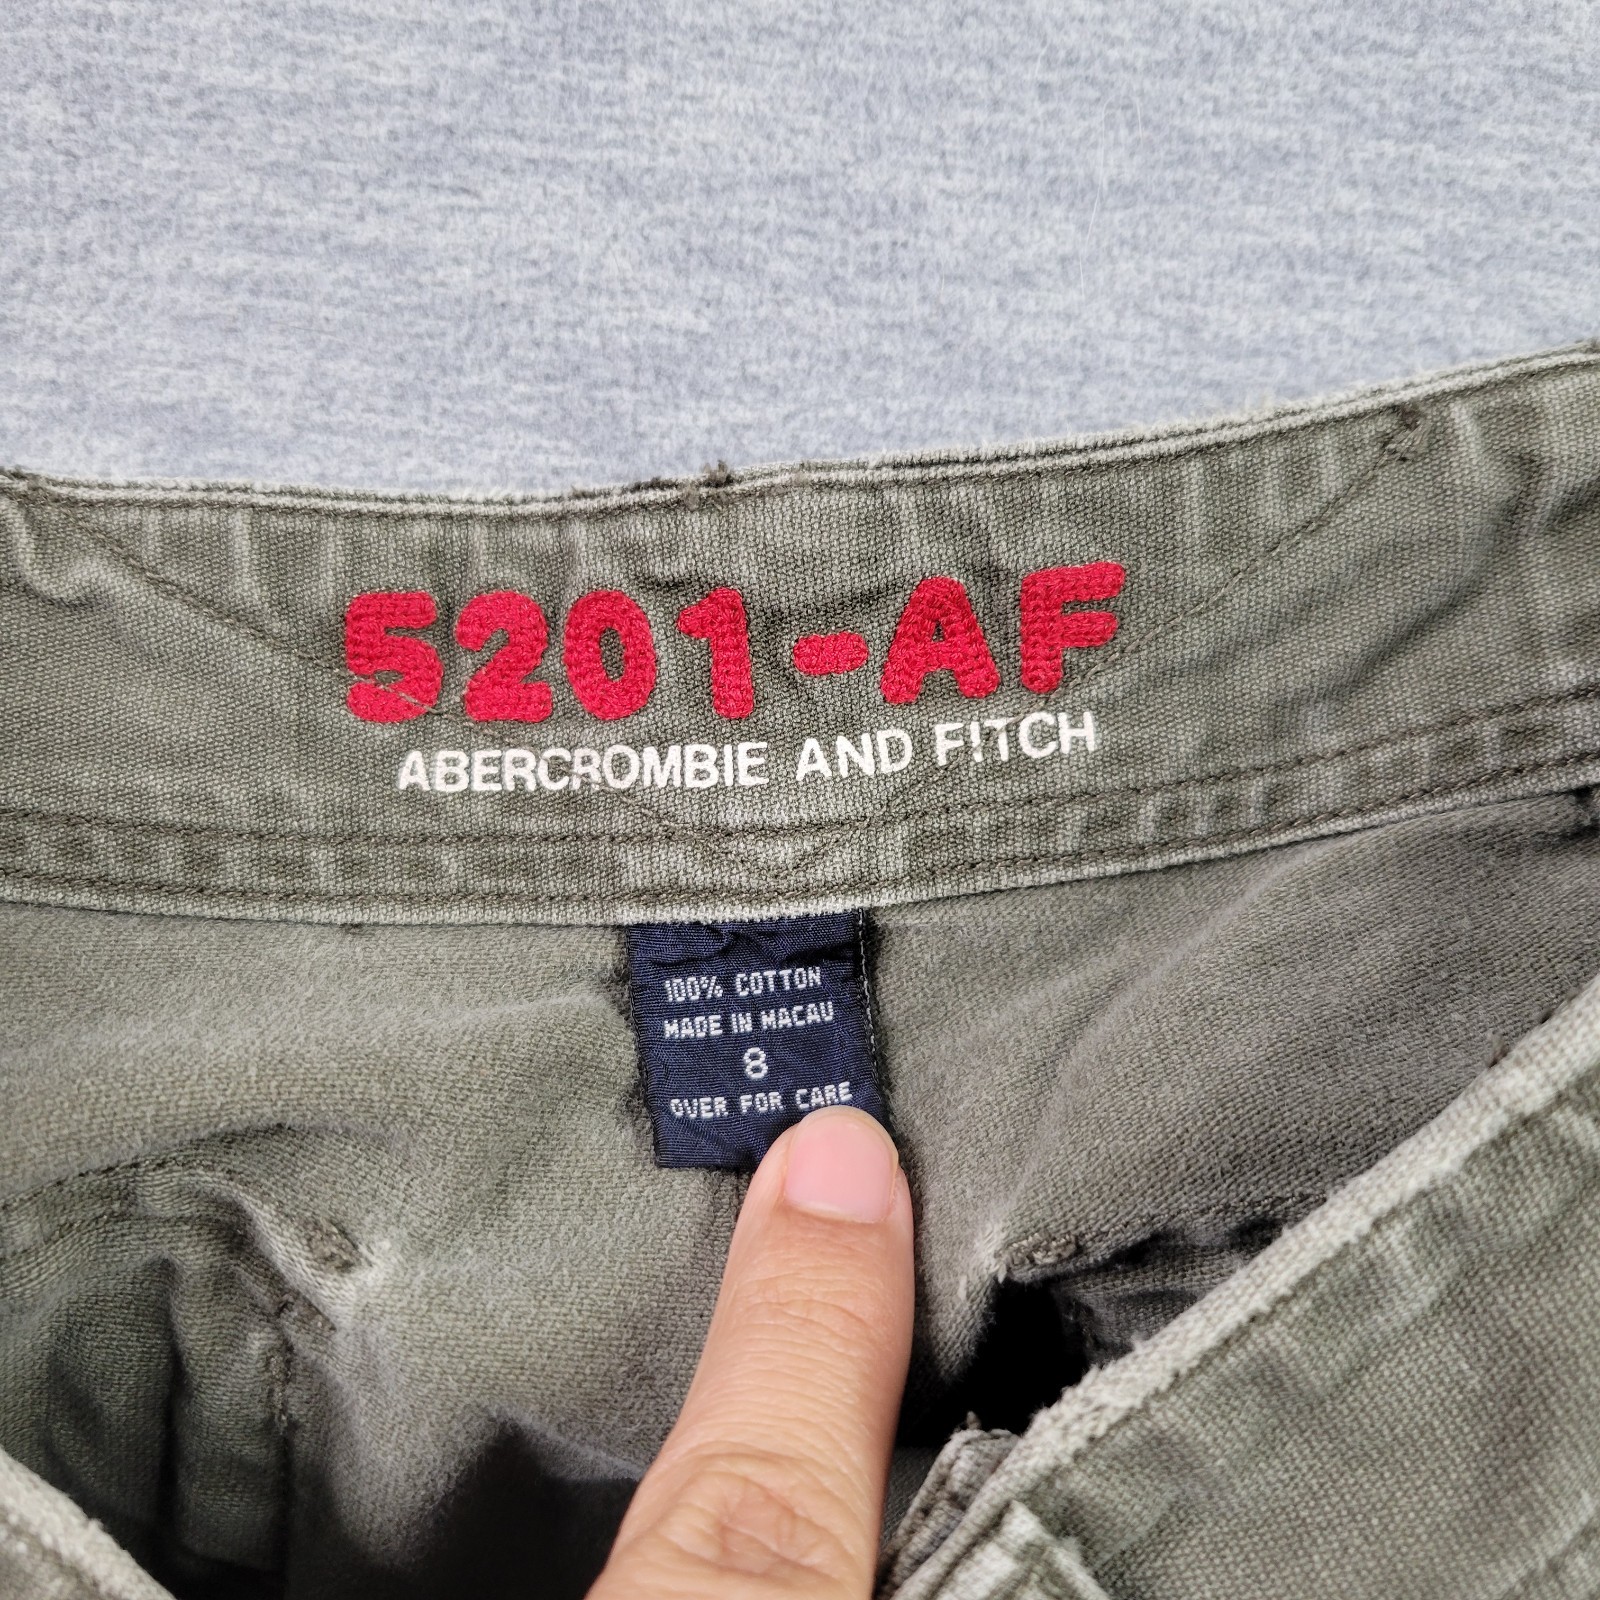 5201-AF
ABERCROMBIE AND FITCH
100% COTTON
MADE IN MACAU
8
OVER FOR CARE